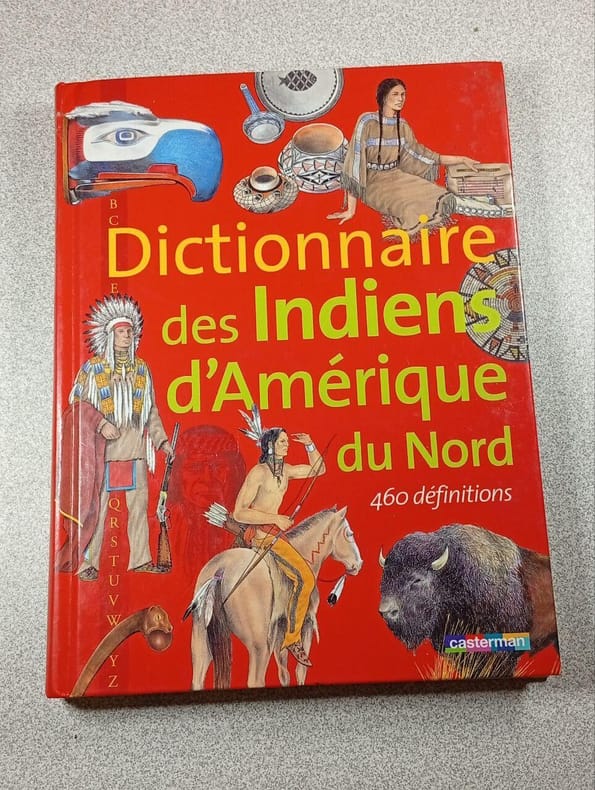 Dictionnaire
des Indiens
d'Amérique
du Nord
460 définitions
B
C
E
Q
R
S
T
U
V
W
Y
Z
casterman